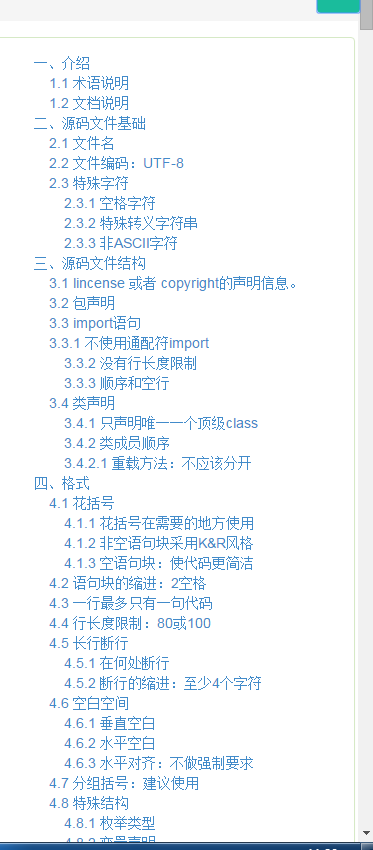 一、介绍
1.1 术语说明
1.2 文档说明
二、源码文件基础
2.1 文件名
2.2 文件编码：UTF-8
2.3 特殊字符
2.3.1 空格字符
2.3.2 特殊转义字符串
2.3.3 非ASCII字符
三、源码文件结构
3.1 lincense 或者 copyright的声明信息。
3.2 包声明
3.3 import语句
3.3.1 不使用通配符import
3.3.2 没有行长度限制
3.3.3 顺序和空行
3.4 类声明
3.4.1 只声明唯一一个顶级class
3.4.2 类成员顺序
3.4.2.1 重载方法：不应该分开
四、格式
4.1 花括号
4.1.1 花括号在需要的地方使用
4.1.2 非空语句块采用K&R风格
4.1.3 空语句块：使代码更简洁
4.2 语句块的缩进：2空格
4.3 一行最多只有一句代码
4.4 行长度限制：80或100
4.5 长行断行
4.5.1 在何处断行
4.5.2 断行的缩进：至少4个字符
4.6 空白空间
4.6.1 垂直空白
4.6.2 水平空白
4.6.3 水平对齐：不做强制要求
4.7 分组括号：建议使用
4.8 特殊结构
4.8.1 枚举类型